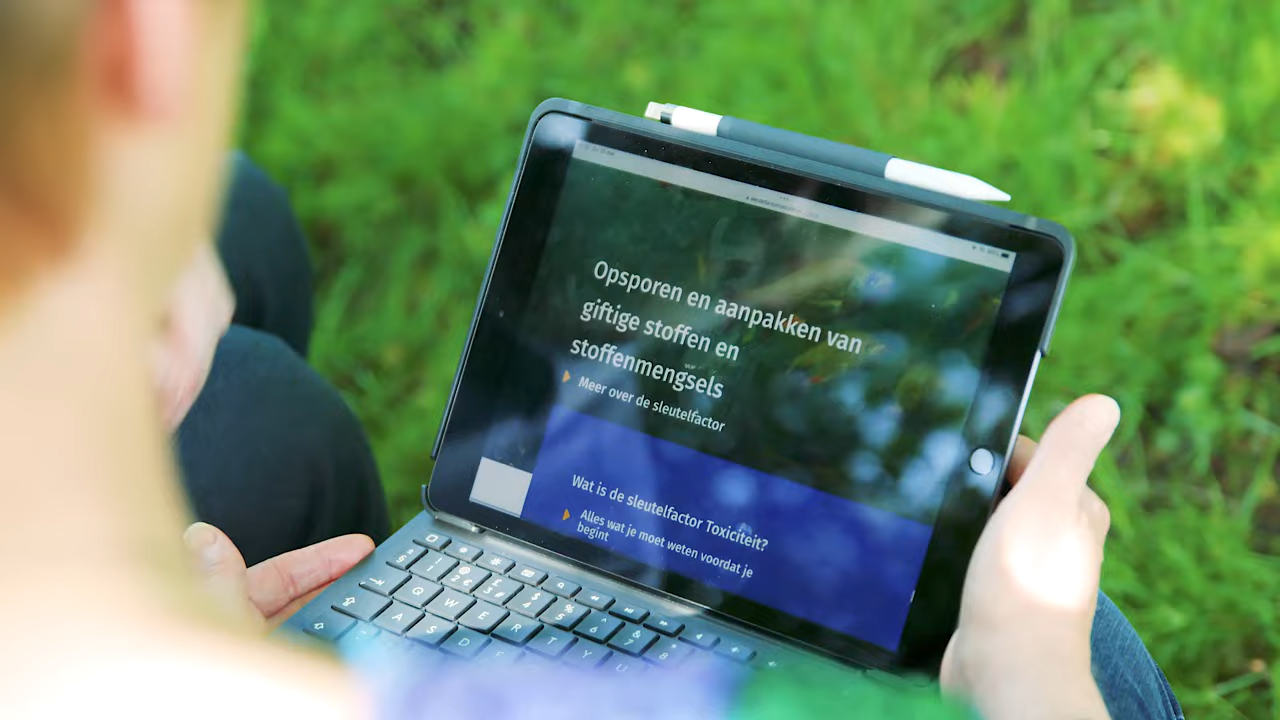 Opsporen en aanpakken van
giftige stoffen en
stoffenmengsels
Meer over de sleutelfactor
Wat is de sleutelfactor Toxiciteit?
Alles wat je moet weten voordat je
begint
Q W E R T Y U
A S D